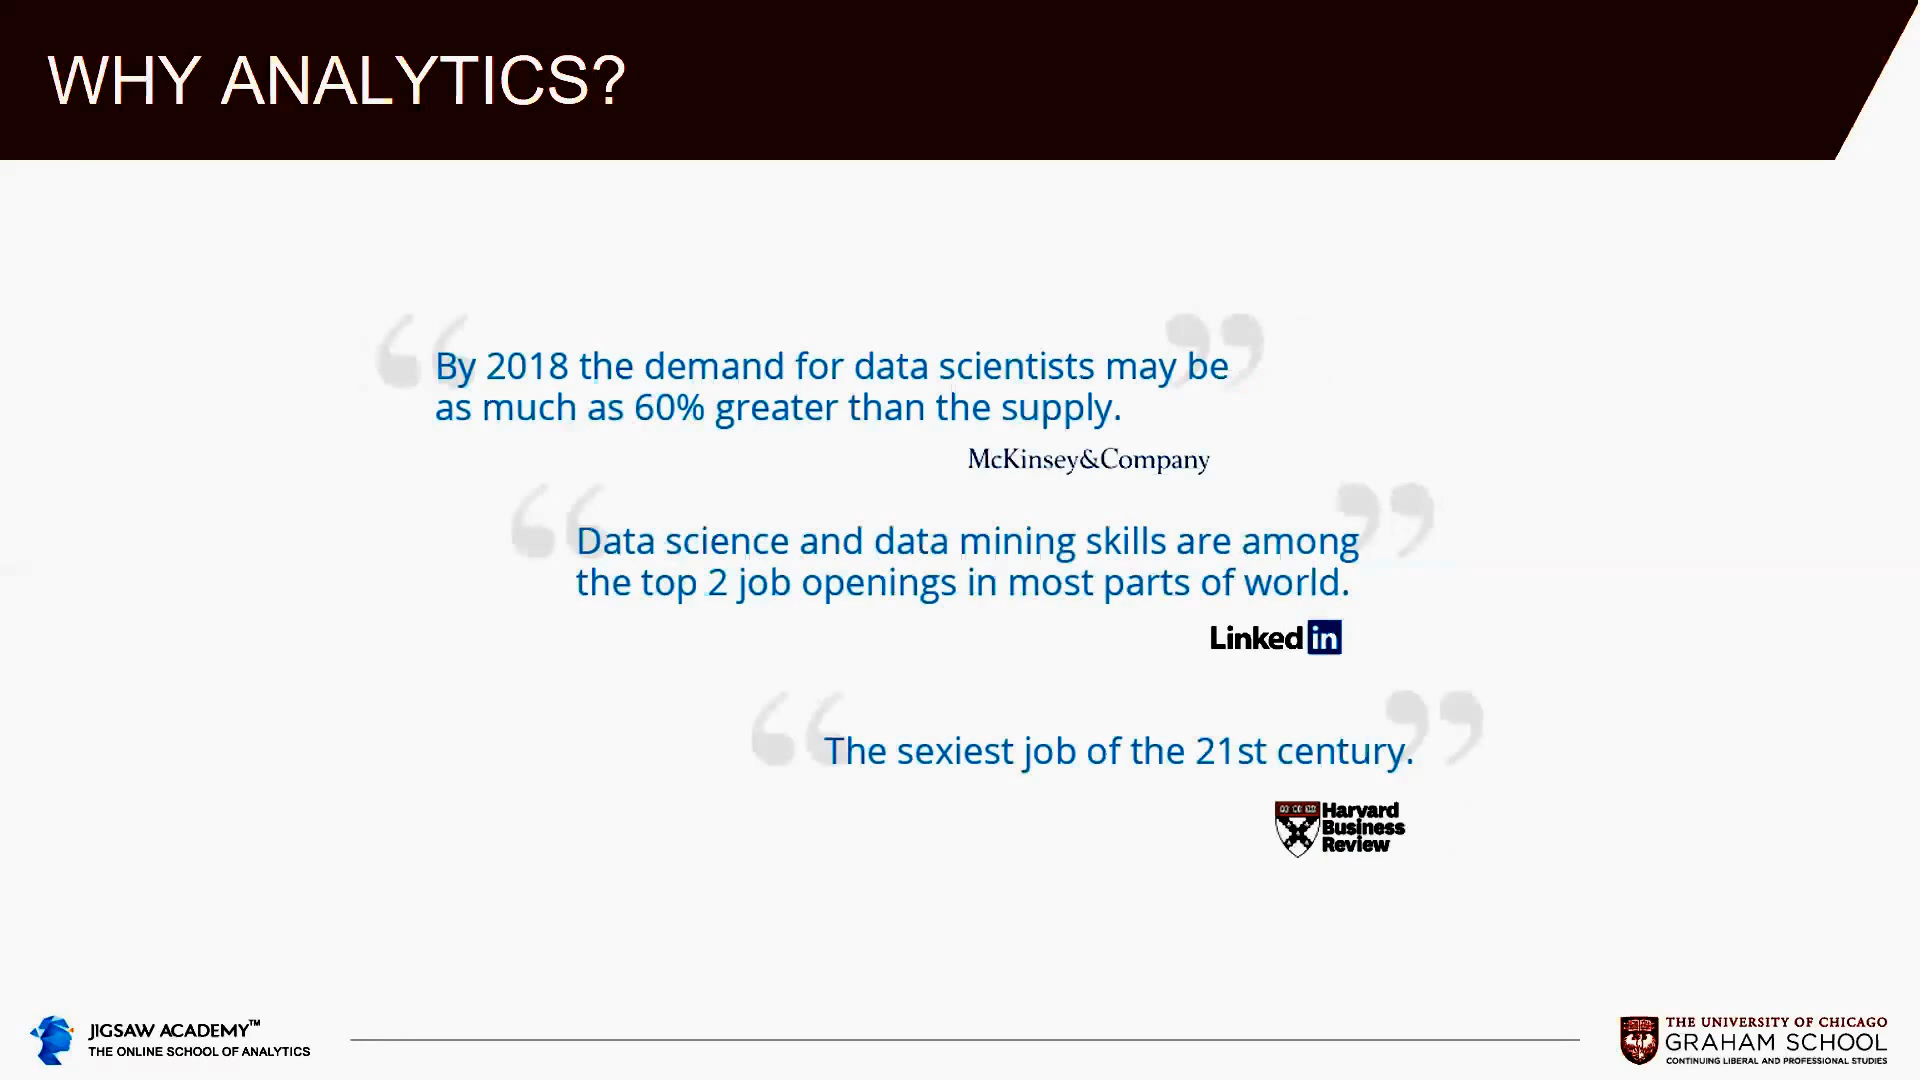 WHY ANALYTICS?
“By 2018 the demand for data scientists may be
as much as 60% greater than the supply.”
McKinsey&Company
“Data science and data mining skills are among
the top 2 job openings in most parts of world.”
Linked in
“The sexiest job of the 21st century.”
Harvard
Business
Review
JIGSAW ACADEMY™
THE ONLINE SCHOOL OF ANALYTICS
THE UNIVERSITY OF CHICAGO
GRAHAM SCHOOL
CONTINUING LIBERAL AND PROFESSIONAL STUDIES